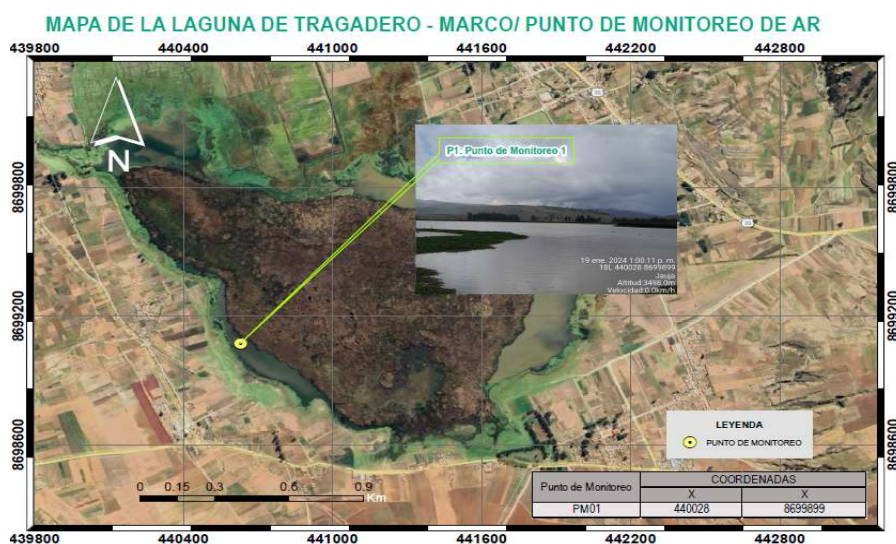 MAPA DE LA LAGUNA DE TRAGADERO - MARCO/ PUNTO DE MONITOREO DE AR
439800 440400 441000 441600 442200 442800
8699800 8699200 8698600
N
P1. Punto de Monitoreo 1
19 ene. 2024 1:00:11 p. m.
18L 440028 8699899
Jauja
Altitud:3498.0m
Velocidad:0.0km/h
8699800 8699200 8698600
LEYENDA
PUNTO DE MONITOREO
0 0.15 0.3 0.6 0.9
Km
Punto de Monitoreo COORDENADAS
X X
PM01 440028 8699899
439800 440400 441000 441600 442200 442800